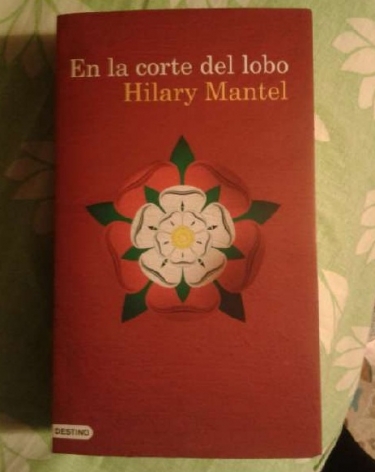 En la corte del lobo
Hilary Mantel
DESTINO